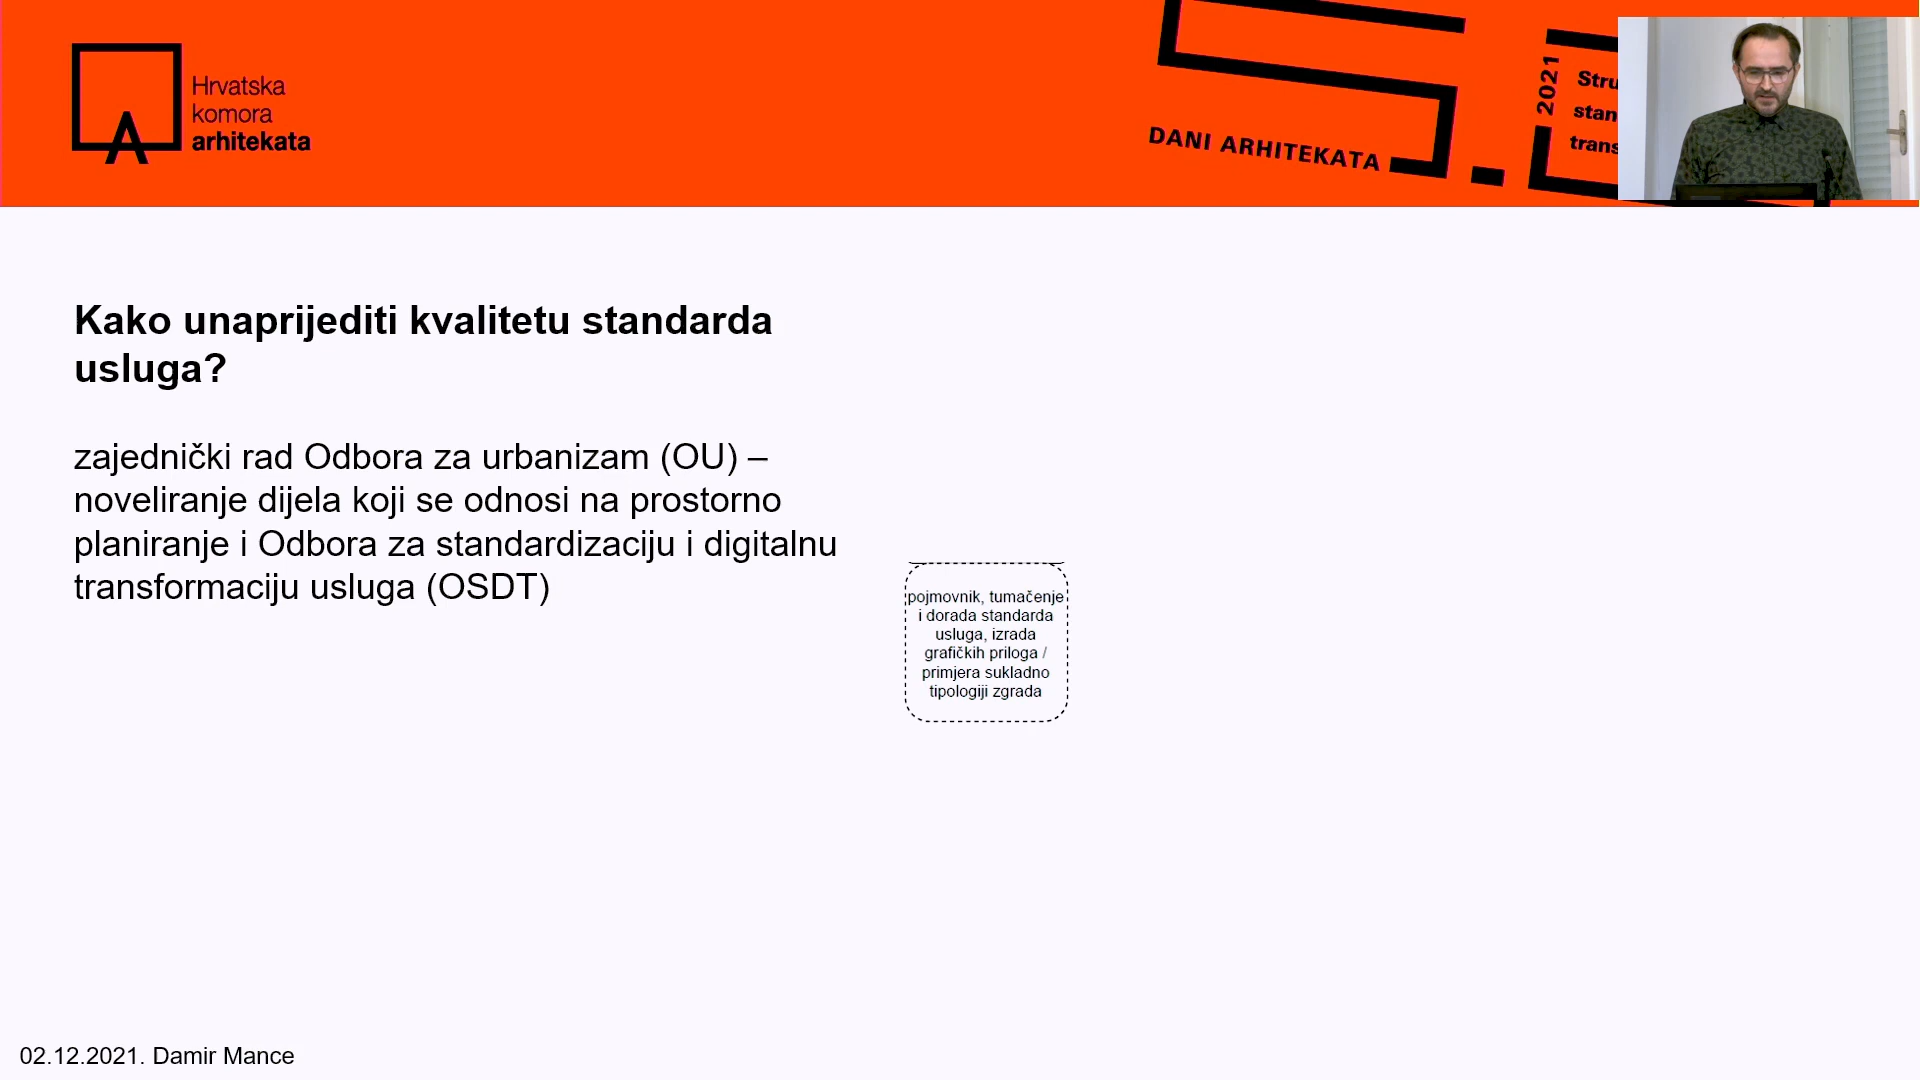 Hrvatska
komora
arhitekata
DANI ARHITEKATA
2021
Kako unaprijediti kvalitetu standarda
usluga?
zajednički rad Odbora za urbanizam (OU) –
noveliranje dijela koji se odnosi na prostorno
planiranje i Odbora za standardizaciju i digitalnu
transformaciju usluga (OSDT)
pojmovnik, tumačenje
i dorada standarda
usluga, izrada
grafičkih priloga /
primjera sukladno
tipologiji zgrada
02.12.2021. Damir Mance